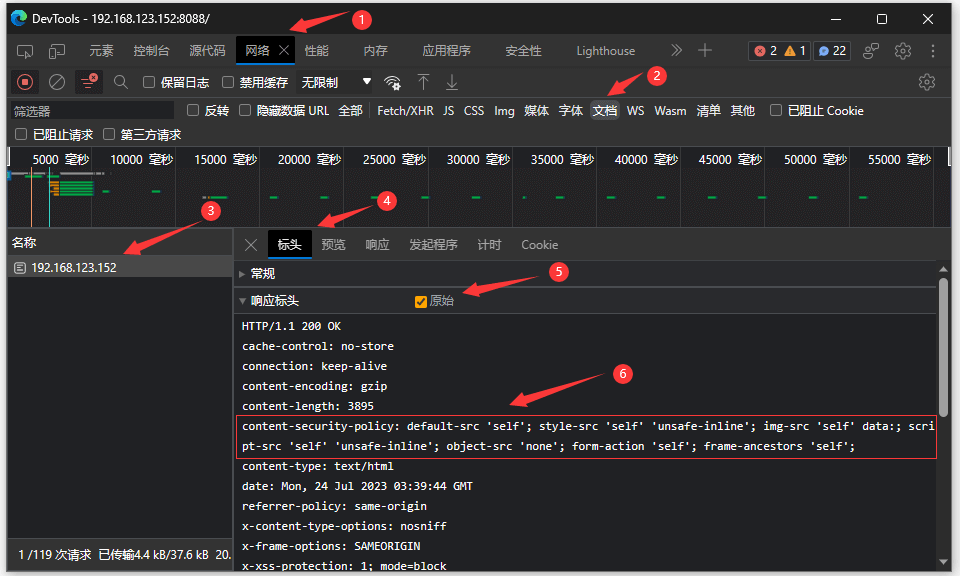 DevTools - 192.168.123.152:8088/
1
元素 控制台 源代码 网络 性能 内存 应用程序 安全性 Lighthouse 2 1 22
保留日志 禁用缓存 无限制
2
筛选器 反转 隐藏数据 URL 全部 Fetch/XHR JS CSS Img 媒体 字体 文档 WS Wasm 清单 其他 已阻止 Cookie
已阻止请求 第三方请求
5000 毫秒 10000 毫秒 15000 毫秒 20000 毫秒 25000 毫秒 30000 毫秒 35000 毫秒 40000 毫秒 45000 毫秒 50000 毫秒 55000 毫秒
3
4
名称
标头 预览 响应 发起程序 计时 Cookie
192.168.123.152
常规
5
响应标头 原始
HTTP/1.1 200 OK
cache-control: no-store
connection: keep-alive
6
content-encoding: gzip
content-length: 3895
content-security-policy: default-src 'self'; style-src 'self' 'unsafe-inline'; img-src 'self' data:; scri
pt-src 'self' 'unsafe-inline'; object-src 'none'; form-action 'self'; frame-ancestors 'self';
content-type: text/html
date: Mon, 24 Jul 2023 03:39:44 GMT
referrer-policy: same-origin
x-content-type-options: nosniff
x-frame-options: SAMEORIGIN
x-xss-protection: 1; mode=block
1 /119 次请求 已传输4.4 kB/37.6 kB 20.